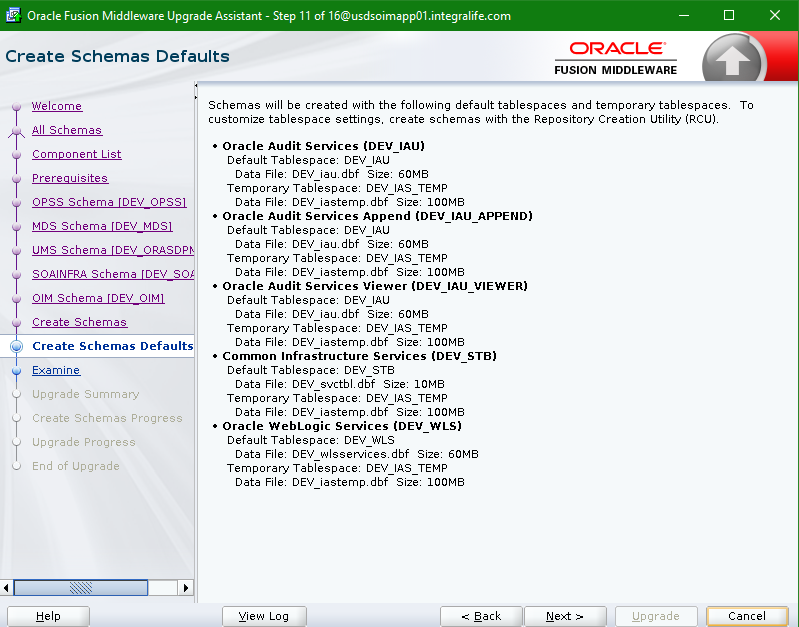 Oracle Fusion Middleware Upgrade Assistant - Step 11 of 16@usdsoimapp01.integralife.com
Create Schemas Defaults
ORACLE®
FUSION MIDDLEWARE
Welcome
All Schemas
Component List
Prerequisites
OPSS Schema [DEV_OPSS]
MDS Schema [DEV_MDS]
UMS Schema [DEV_ORASDPM
SOAINFRA Schema [DEV_SOA
OIM Schema [DEV_OIM]
Create Schemas
Create Schemas Defaults
Examine
Upgrade Summary
Create Schemas Progress
Upgrade Progress
End of Upgrade
Schemas will be created with the following default tablespaces and temporary tablespaces. To
customize tablespace settings, create schemas with the Repository Creation Utility (RCU).
• Oracle Audit Services (DEV_IAU)
Default Tablespace: DEV_IAU
Data File: DEV_iau.dbf Size: 60MB
Temporary Tablespace: DEV_IAS_TEMP
Data File: DEV_iastemp.dbf Size: 100MB
• Oracle Audit Services Append (DEV_IAU_APPEND)
Default Tablespace: DEV_IAU
Data File: DEV_iau.dbf Size: 60MB
Temporary Tablespace: DEV_IAS_TEMP
Data File: DEV_iastemp.dbf Size: 100MB
• Oracle Audit Services Viewer (DEV_IAU_VIEWER)
Default Tablespace: DEV_IAU
Data File: DEV_iau.dbf Size: 60MB
Temporary Tablespace: DEV_IAS_TEMP
Data File: DEV_iastemp.dbf Size: 100MB
• Common Infrastructure Services (DEV_STB)
Default Tablespace: DEV_STB
Data File: DEV_svctbl.dbf Size: 10MB
Temporary Tablespace: DEV_IAS_TEMP
Data File: DEV_iastemp.dbf Size: 100MB
• Oracle WebLogic Services (DEV_WLS)
Default Tablespace: DEV_WLS
Data File: DEV_wlsservices.dbf Size: 60MB
Temporary Tablespace: DEV_IAS_TEMP
Data File: DEV_iastemp.dbf Size: 100MB
Help
View Log
< Back
Next >
Upgrade
Cancel